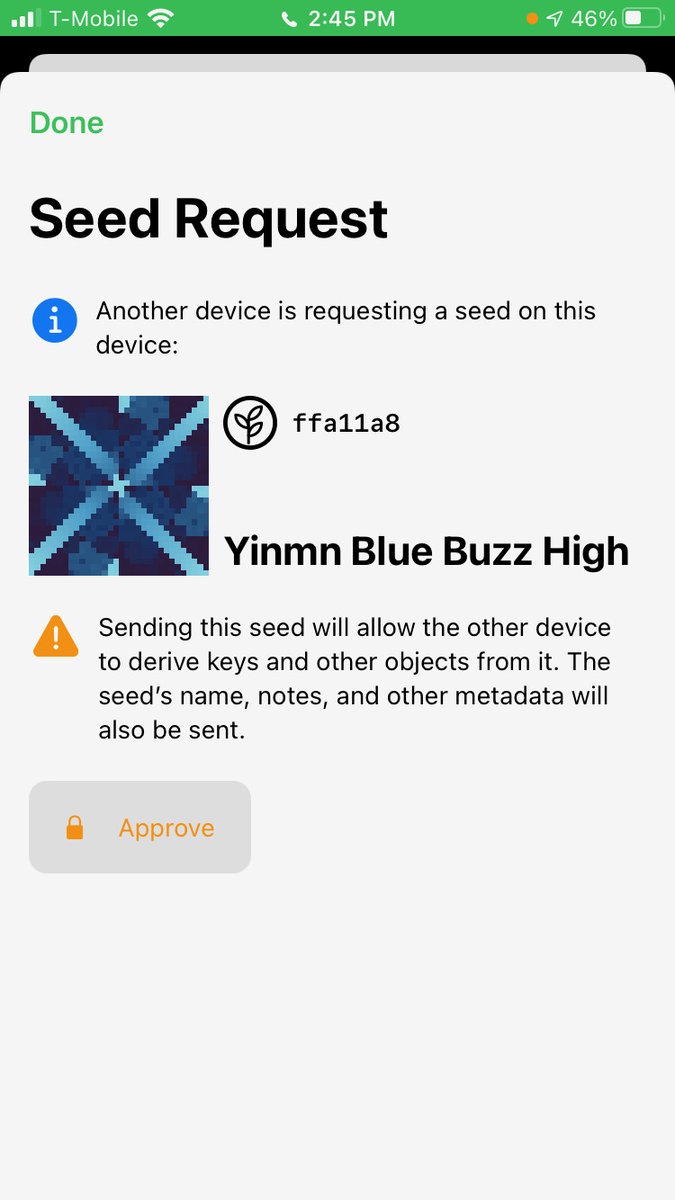 T-Mobile 2:45 PM 46%
Done
Seed Request
Another device is requesting a seed on this
device:
ffa11a8
Yinmn Blue Buzz High
Sending this seed will allow the other device
to derive keys and other objects from it. The
seed’s name, notes, and other metadata will
also be sent.
Approve